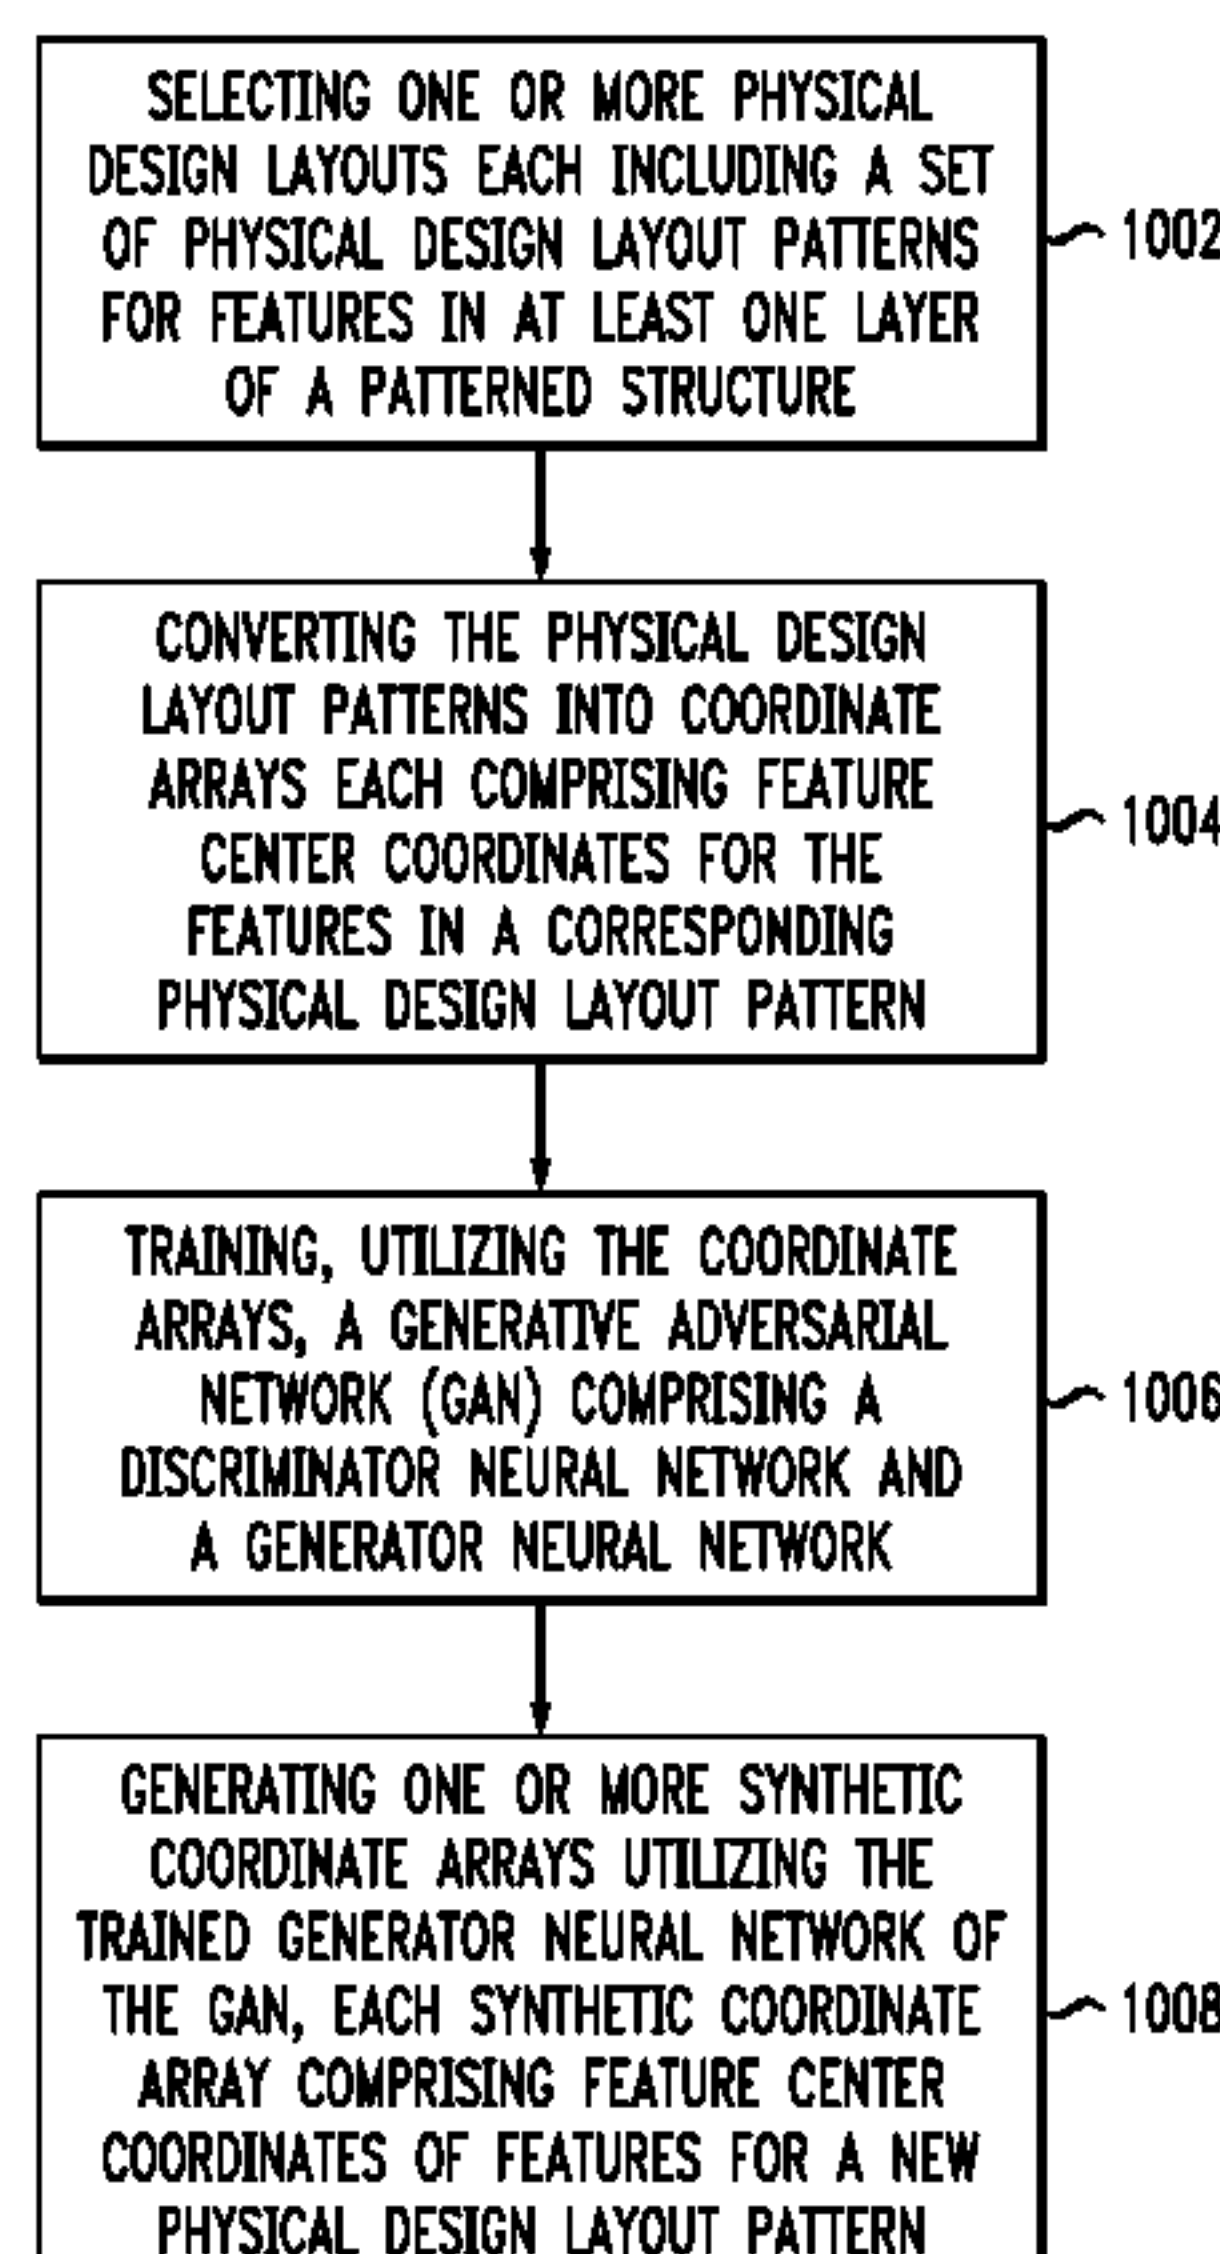 SELECTING ONE OR MORE PHYSICAL
DESIGN LAYOUTS EACH INCLUDING A SET
OF PHYSICAL DESIGN LAYOUT PATTERNS
FOR FEATURES IN AT LEAST ONE LAYER
OF A PATTERNED STRUCTURE
1002
CONVERTING THE PHYSICAL DESIGN
LAYOUT PATTERNS INTO COORDINATE
ARRAYS EACH COMPRISING FEATURE
CENTER COORDINATES FOR THE
FEATURES IN A CORRESPONDING
PHYSICAL DESIGN LAYOUT PATTERN
1004
TRAINING, UTILIZING THE COORDINATE
ARRAYS, A GENERATIVE ADVERSARIAL
NETWORK (GAN) COMPRISING A
DISCRIMINATOR NEURAL NETWORK AND
A GENERATOR NEURAL NETWORK
1006
GENERATING ONE OR MORE SYNTHETIC
COORDINATE ARRAYS UTILIZING THE
TRAINED GENERATOR NEURAL NETWORK OF
THE GAN, EACH SYNTHETIC COORDINATE
ARRAY COMPRISING FEATURE CENTER
COORDINATES OF FEATURES FOR A NEW
PHYSICAL DESIGN LAYOUT PATTERN
1008